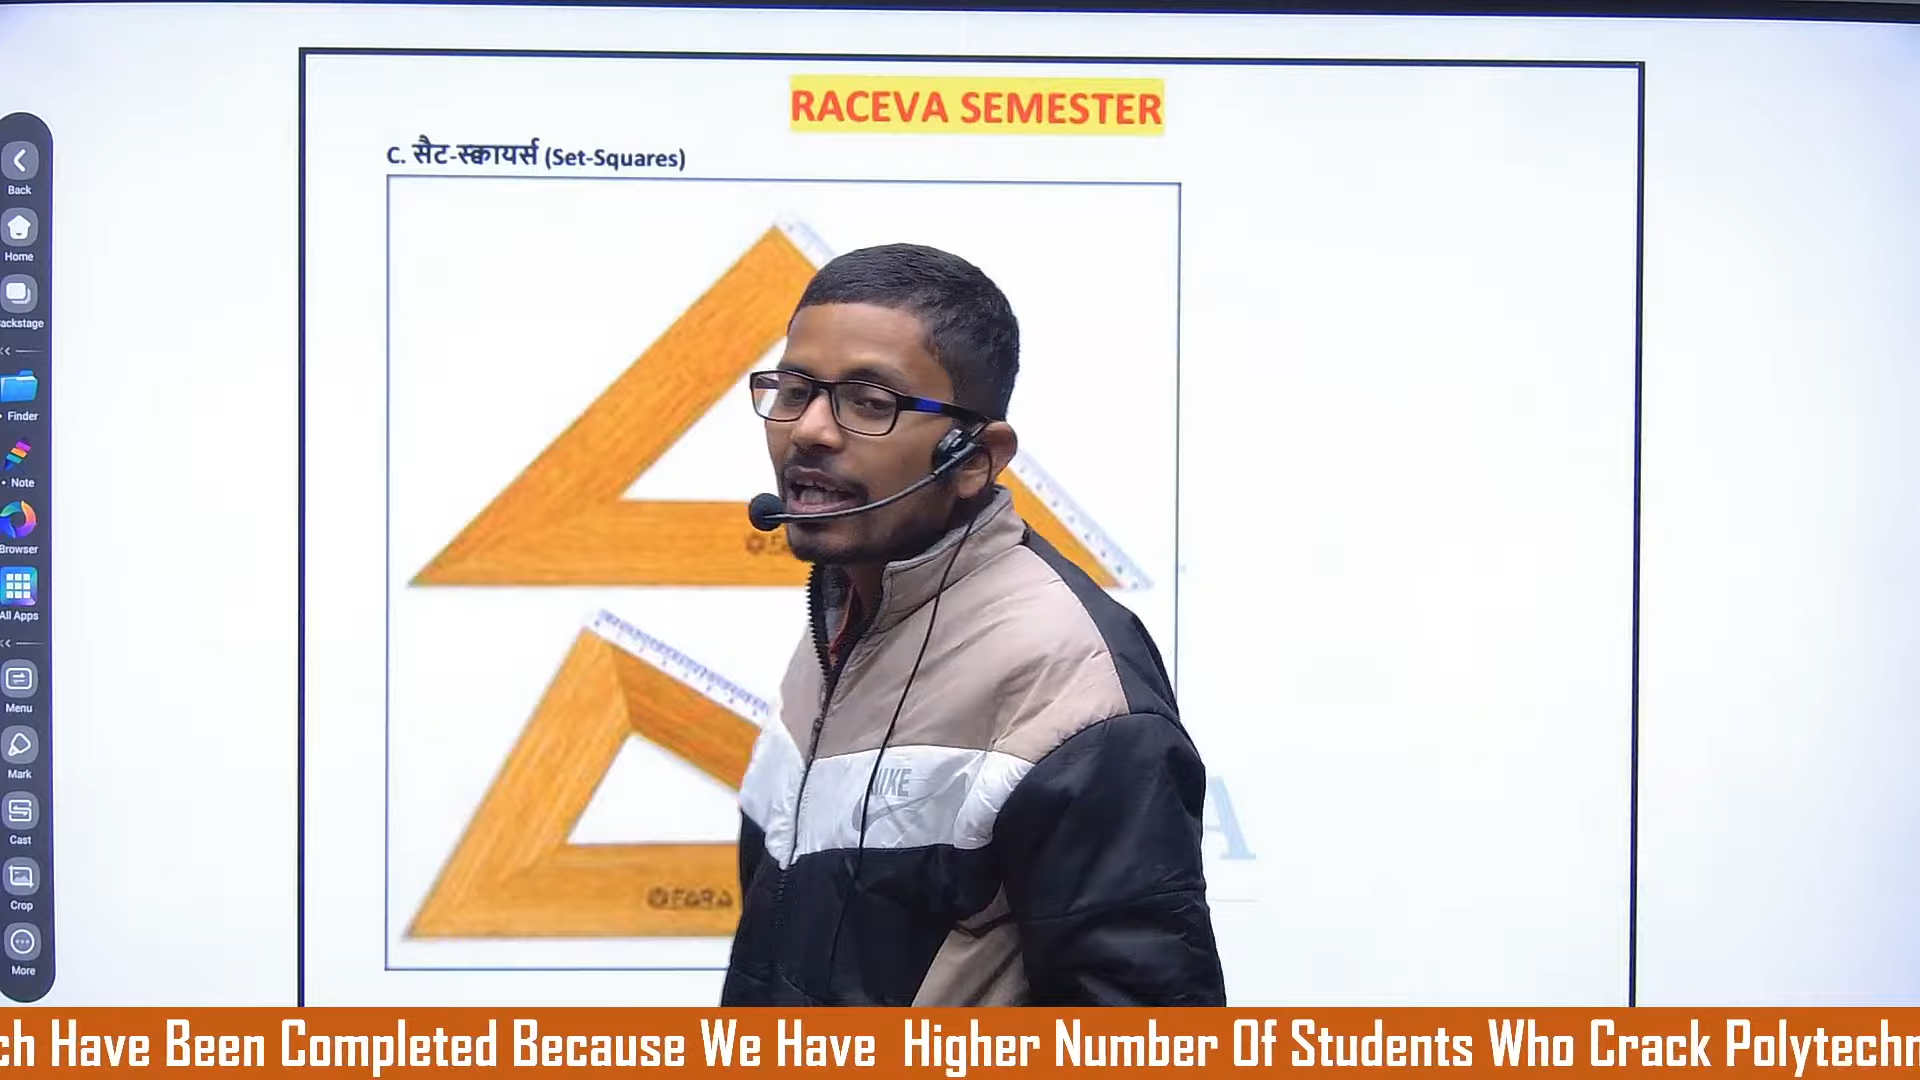 RACEVA SEMESTER
C. सैट-स्क्वायर्स (Set-Squares)
Back
Home
ackstage
Finder
Note
Browser
All Apps
Menu
Mark
Cast
Crop
More
NIKE
A
ch Have Been Completed Because We Have Higher Number Of Students Who Crack Polytechn